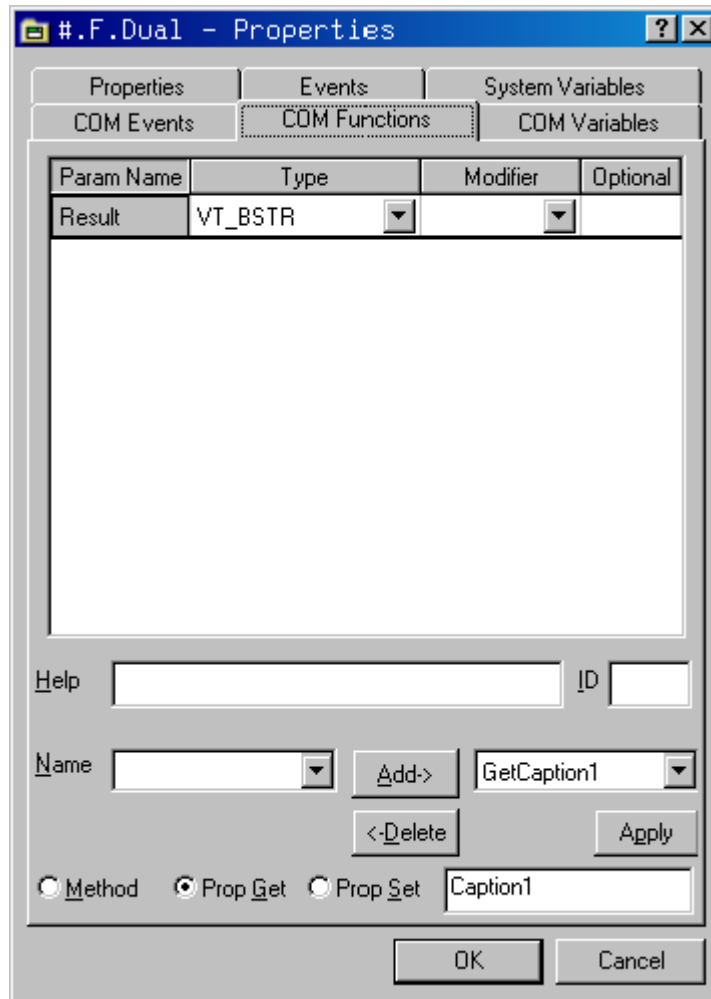 #.F.Dual - Properties
Properties Events System Variables
COM Events COM Functions COM Variables
Param Name Type Modifier Optional
Result VT_BSTR
Help ID
Name Add-> GetCaption1
<-Delete Apply
Method Prop Get Prop Set Caption1
OK Cancel